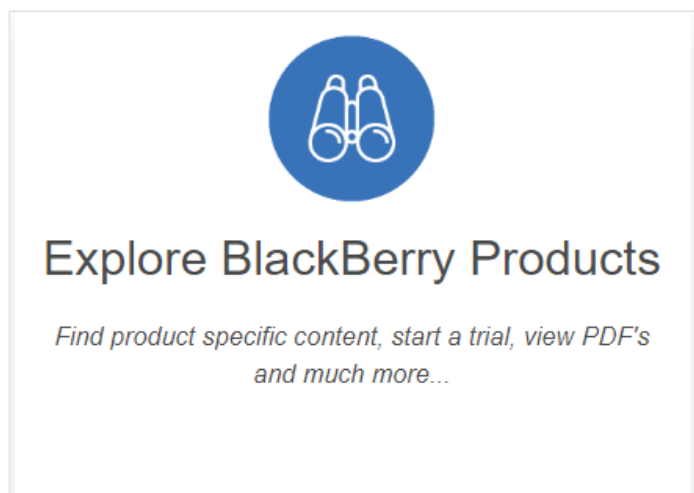 Explore BlackBerry Products
Find product specific content, start a trial, view PDF's
and much more...